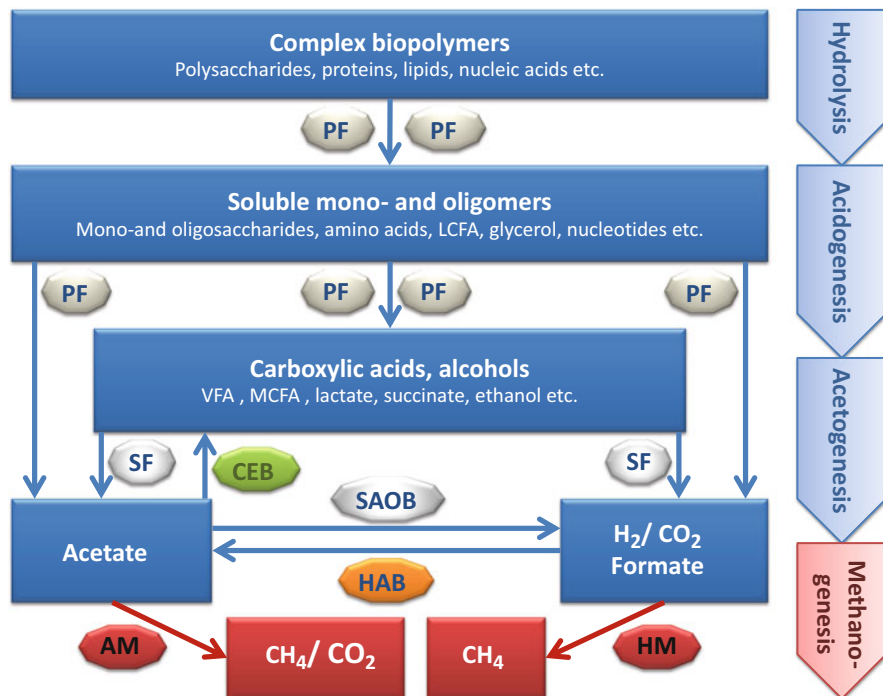 Complex biopolymers
Polysaccharides, proteins, lipids, nucleic acids etc.
Hydrolysis
PF PF
Soluble mono- and oligomers
Mono-and oligosaccharides, amino acids, LCFA, glycerol, nucleotides etc.
Acidogenesis
PF PF PF PF
Carboxylic acids, alcohols
VFA , MCFA , lactate, succinate, ethanol etc.
Acetogenesis
SF CEB SF
SAOB
Acetate
H₂/ CO₂
Formate
HAB
Methano-
genesis
AM
CH₄/ CO₂
CH₄
HM